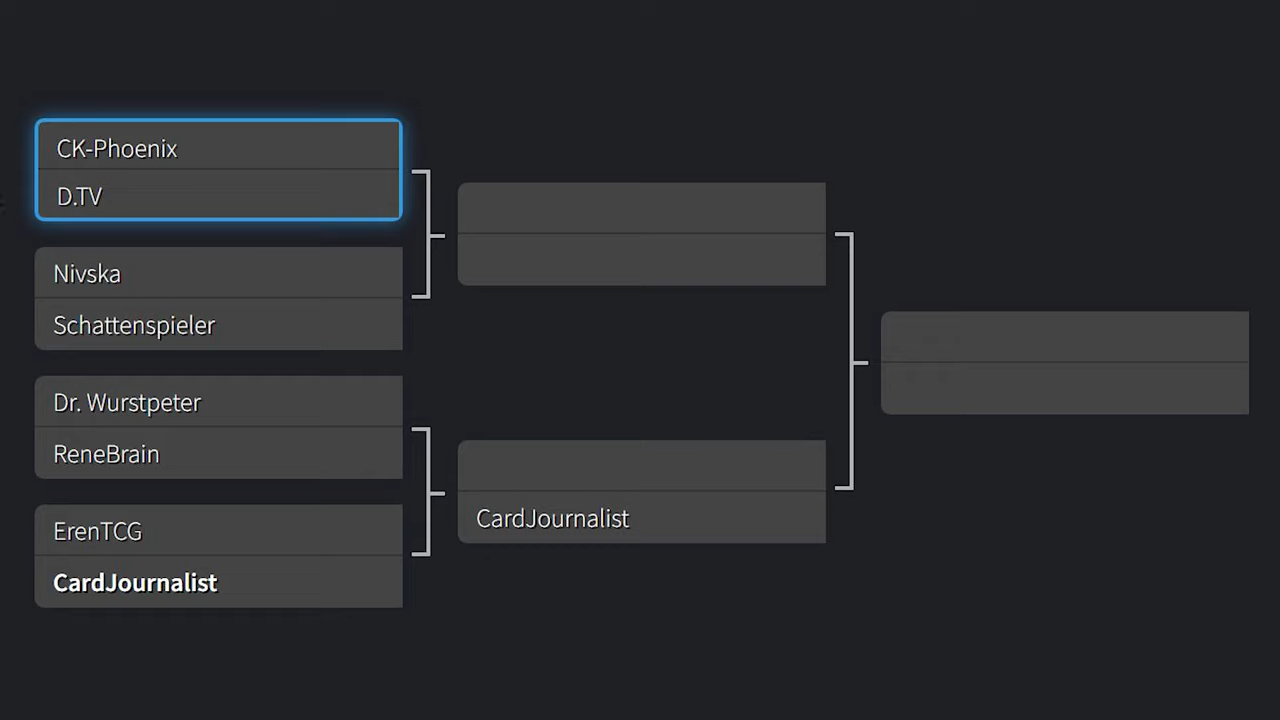 CK-Phoenix
D.TV
Nivska
Schattenspieler
Dr. Wurstpeter
ReneBrain
ErenTCG
CardJournalist
CardJournalist